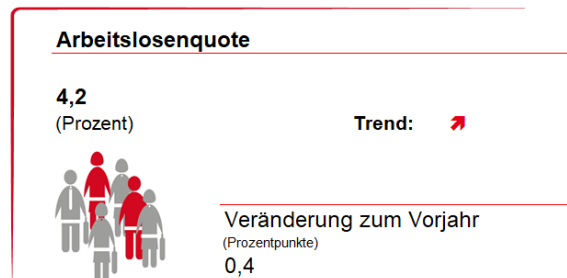 Arbeitslosenquote
4,2
(Prozent)
Trend:
Veränderung zum Vorjahr
(Prozentpunkte)
0,4